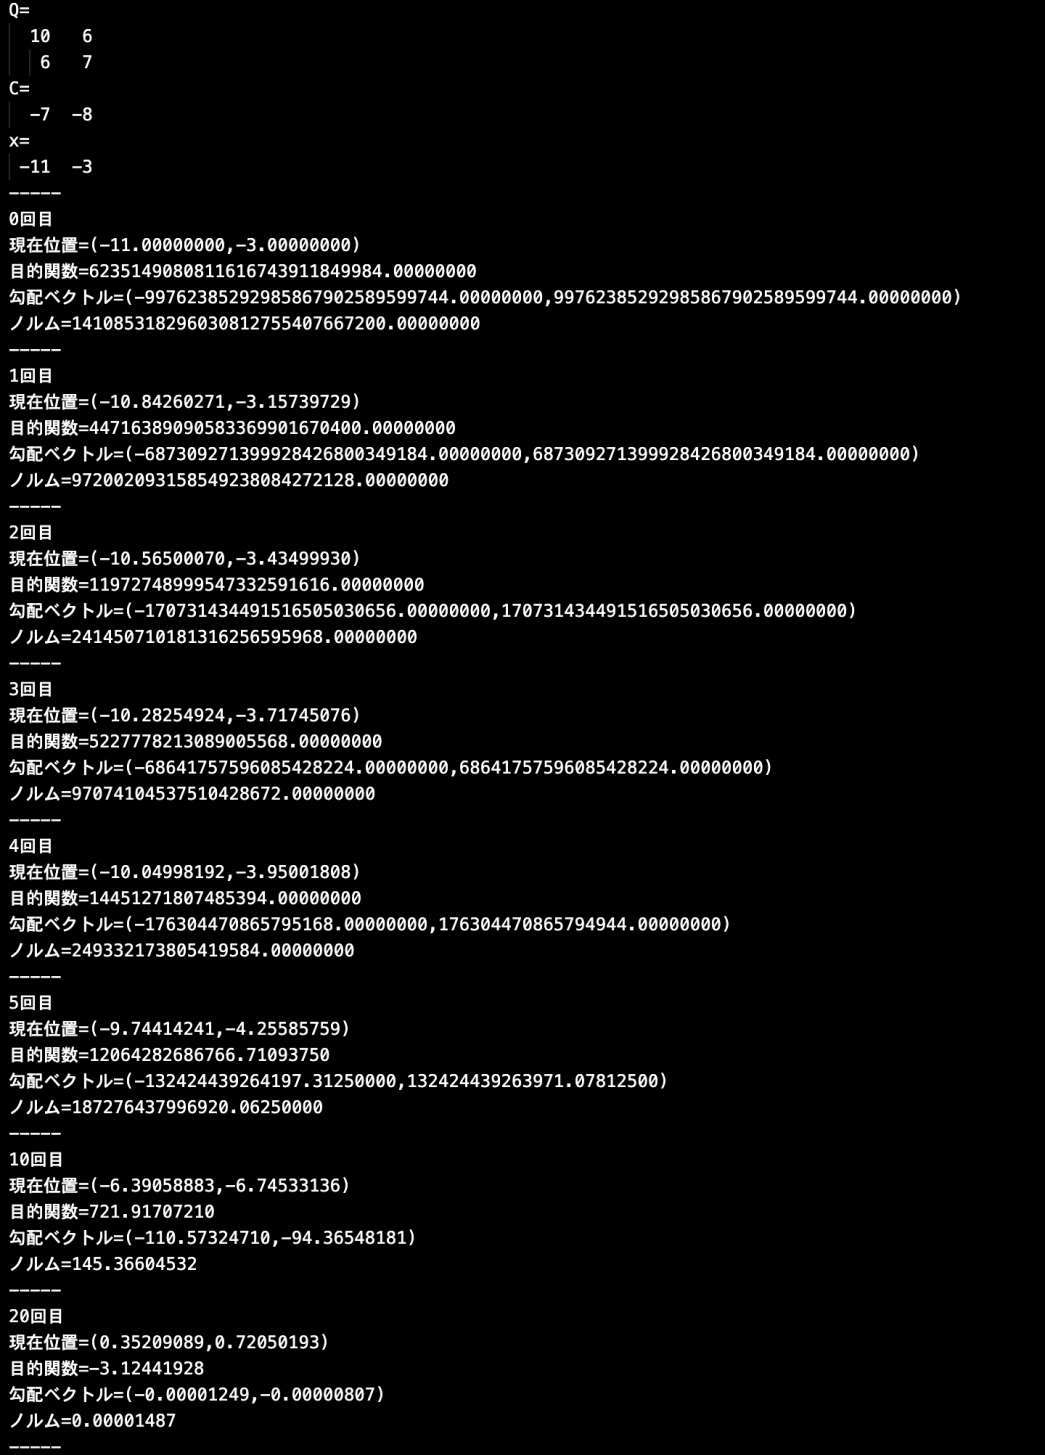 Q=
10 6
6 7
C=
-7 -8
x=
-11 -3
-----
0回目
現在位置=(-11.00000000,-3.00000000)
目的関数=6235149080811616743911849984.00000000
勾配ベクトル=(-99762385292985867902589599744.00000000,99762385292985867902589599744.00000000)
ノルム=141085318296030812755407667200.00000000
-----
1回目
現在位置=(-10.84260271,-3.15739729)
目的関数=44716389090583369901670400.00000000
勾配ベクトル=(-687309271399928426800349184.00000000,687309271399928426800349184.00000000)
ノルム=972002093158549238084272128.00000000
-----
2回目
現在位置=(-10.56500070,-3.43499930)
目的関数=11972748999547332591616.00000000
勾配ベクトル=(-170731434491516505030656.00000000,170731434491516505030656.00000000)
ノルム=241450710181316256595968.00000000
-----
3回目
現在位置=(-10.28254924,-3.71745076)
目的関数=5227778213089005568.00000000
勾配ベクトル=(-68641757596085428224.00000000,68641757596085428224.00000000)
ノルム=97074104537510428672.00000000
-----
4回目
現在位置=(-10.04998192,-3.95001808)
目的関数=14451271807485394.00000000
勾配ベクトル=(-176304470865795168.00000000,176304470865794944.00000000)
ノルム=249332173805419584.00000000
-----
5回目
現在位置=(-9.74414241,-4.25585759)
目的関数=12064282686766.71093750
勾配ベクトル=(-132424439264197.31250000,132424439263971.07812500)
ノルム=187276437996920.06250000
-----
10回目
現在位置=(-6.39058883,-6.74533136)
目的関数=721.91707210
勾配ベクトル=(-110.57324710,-94.36548181)
ノルム=145.36604532
-----
20回目
現在位置=(0.35209089,0.72050193)
目的関数=-3.12441928
勾配ベクトル=(-0.00001249,-0.00000807)
ノルム=0.00001487
-----